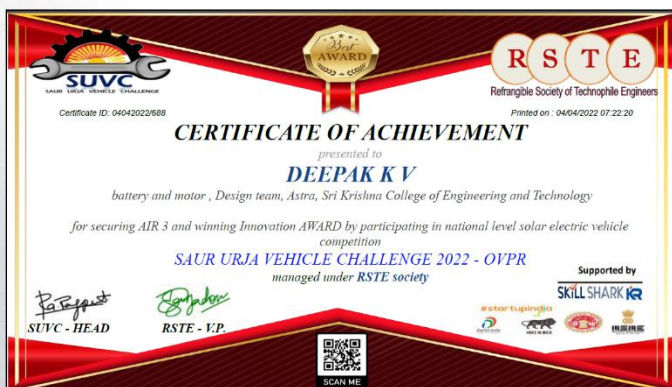 SUVC
SAUR URJA VEHICLE CHALLENGE
Best
AWARD
R S T E
Refrangible Society of Technophile Engineers
Certificate ID: 04042022/688
Printed on : 04/04/2022 07:22:20
CERTIFICATE OF ACHIEVEMENT
presented to
DEEPAK K V
battery and motor , Design team, Astra, Sri Krishna College of Engineering and Technology
for securing AIR 3 and winning Innovation AWARD by participating in national level solar electric vehicle
competition
SAUR URJA VEHICLE CHALLENGE 2022 - OVPR
managed under RSTE society
Supported by
SKILL SHARK
#startupindia
SUVC - HEAD
RSTE - V.P.
SCAN ME